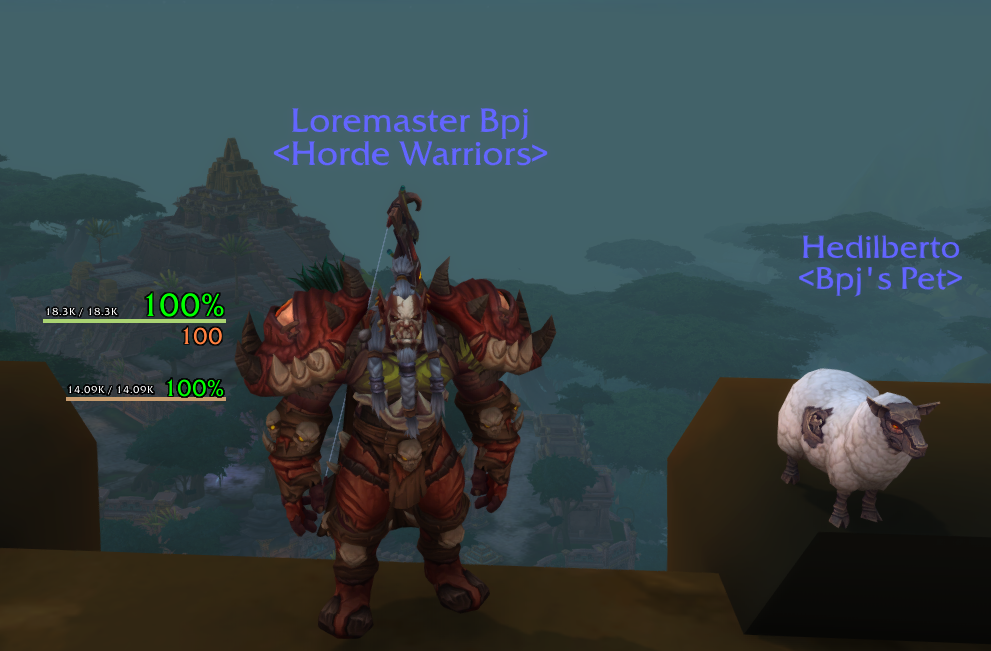 Loremaster Bpj
<Horde Warriors>
Hedilberto
<Bpj's Pet>
18.3K / 18.3K 100%
100
14.09K / 14.09K 100%